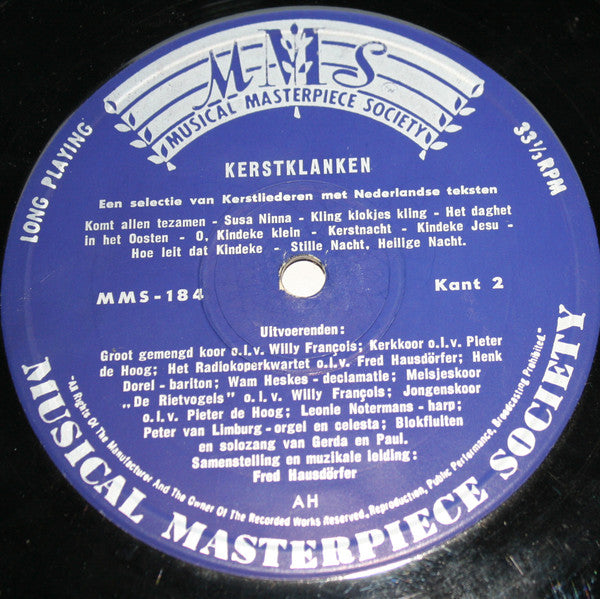 MMS
MUSICAL MASTERPIECE SOCIETY
LONG PLAYING
33⅓ RPM
KERSTKLANKEN
Een selectie van Kerstliederen met Nederlandse teksten
Komt allen tezamen - Susa Ninna - Kling klokjes kling - Het daghet
in het Oosten - O, Kindeke klein - Kerstnacht - Kindeke Jesu -
Hoe leit dat Kindeke - Stille Nacht, Heilige Nacht.
MMS-184
Kant 2
Uitvoerenden:
Groot gemengd koor o.l.v. Willy François; Kerkkoor o.l.v. Pieter
de Hoog; Het Radiokoperkwartet o.l.v. Fred Hausdörfer; Henk
Dorel-bariton; Wam Heskes-declamatie; Meisjeskoor
„De Rietvogels" o.l.v. Willy François; Jongenskoor
o.l.v. Pieter de Hoog; Leonie Notermans-harp;
Peter van Limburg-orgel en celesta; Blokfluiten
en solozang van Gerda en Paul.
Samenstelling en muzikale leiding:
Fred Hausdörfer
AH
"All Rights Of The Manufacturer And The Owner Of The Recorded Works Reserved, Reproduction, Public Performance, Broadcasting Prohibited."
MUSICAL MASTERPIECE SOCIETY